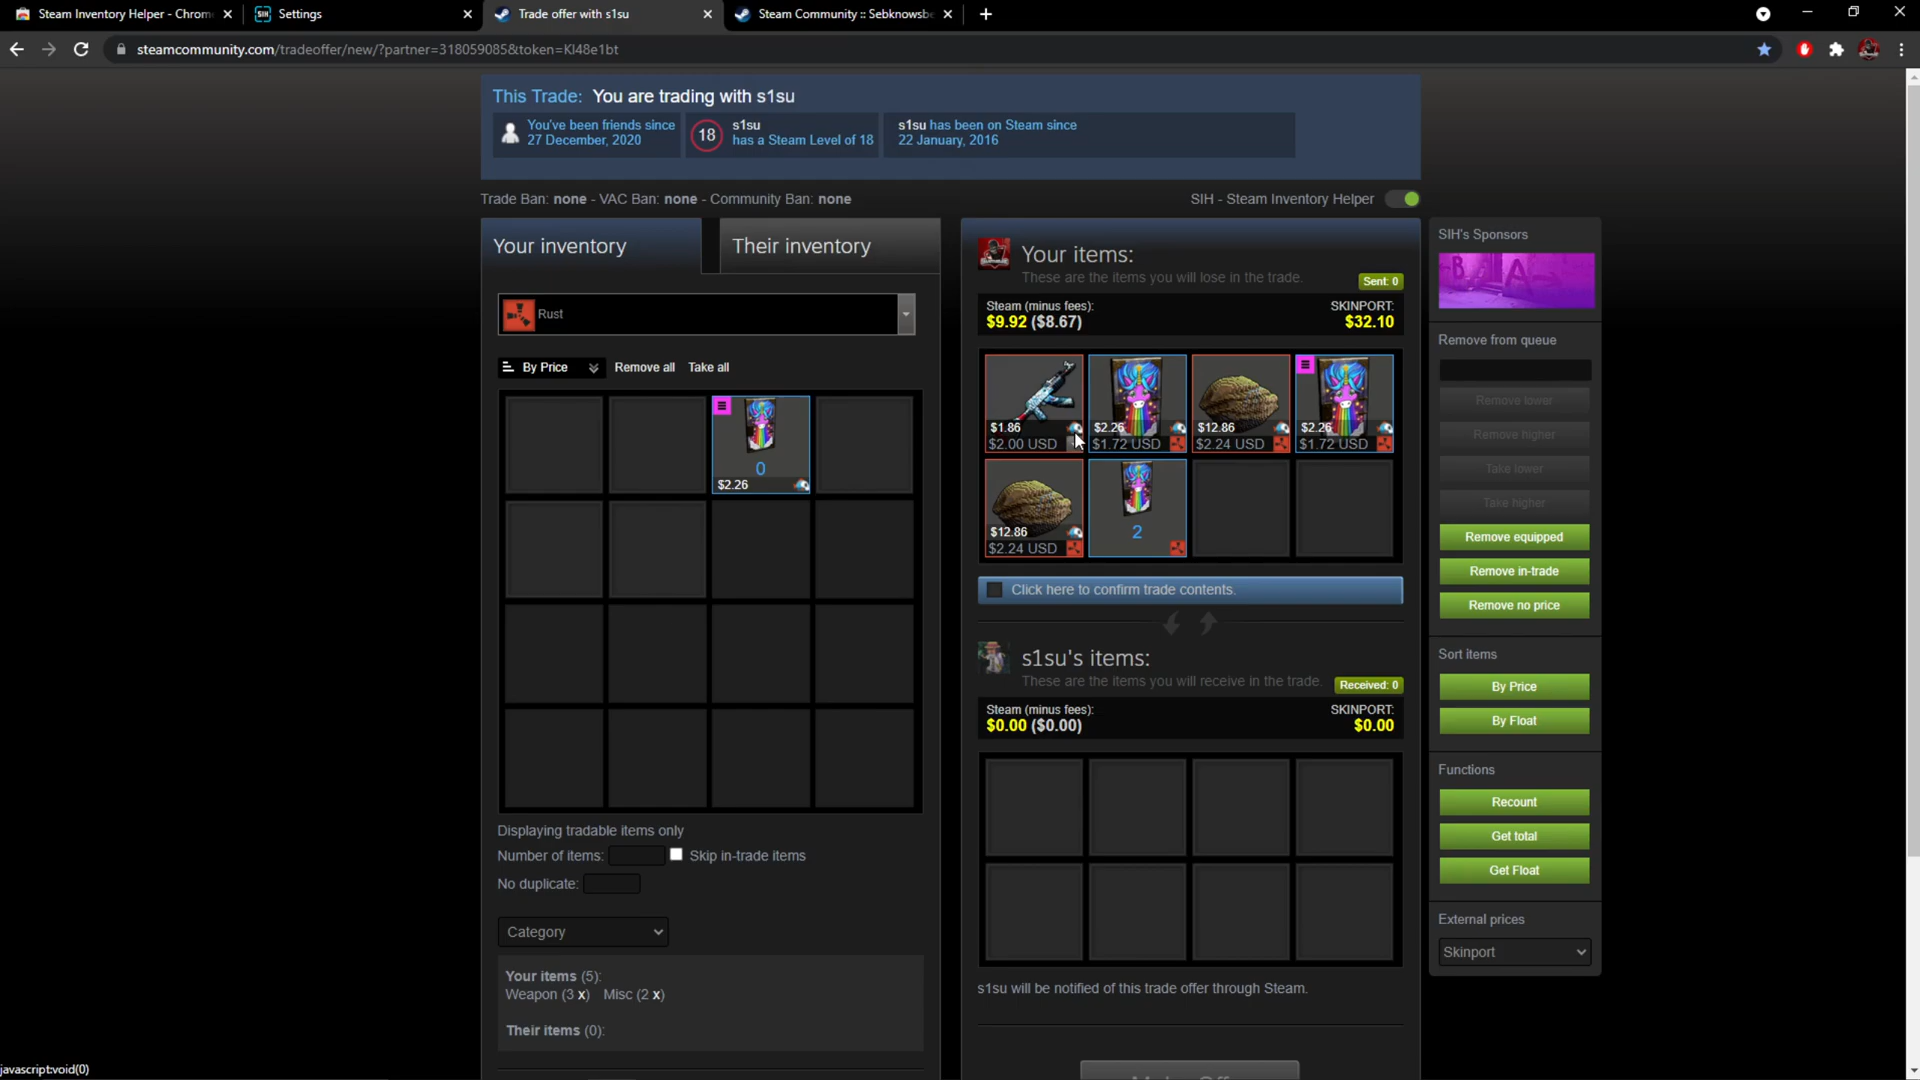 Steam Inventory Helper - Chrom
Settings
Trade offer with s1su
Steam Community :: Sebknowsbe
steamcommunity.com/tradeoffer/new/?partner=318059085&token=Kl48e1bt
This Trade: You are trading with s1su
You've been friends since
27 December, 2020
18
s1su
has a Steam Level of 18
s1su has been on Steam since
22 January, 2016
Trade Ban: none - VAC Ban: none - Community Ban: none
SIH - Steam Inventory Helper
Your inventory
Their inventory
Rust
By Price
Remove all
Take all
0
$2.26
Displaying tradable items only
Number of items:
Skip in-trade items
No duplicate:
Category
Your items (5):
Weapon (3 x) Misc (2 x)
Their items (0):
Your items:
These are the items you will lose in the trade.
Sent: 0
Steam (minus fees):
$9.92 ($8.67)
SKINPORT:
$32.10
$1.86
$2.00 USD
$2.26
$1.72 USD
$12.86
$2.24 USD
$2.26
$1.72 USD
$12.86
$2.24 USD
2
Click here to confirm trade contents.
s1su's items:
These are the items you will receive in the trade.
Received: 0
Steam (minus fees):
$0.00 ($0.00)
SKINPORT:
$0.00
s1su will be notified of this trade offer through Steam.
SIH's Sponsors
Remove from queue
Remove lower
Remove higher
Take lower
Take higher
Remove equipped
Remove in-trade
Remove no price
Sort items
By Price
By Float
Functions
Recount
Get total
Get Float
External prices
Skinport
javascript:void(0)